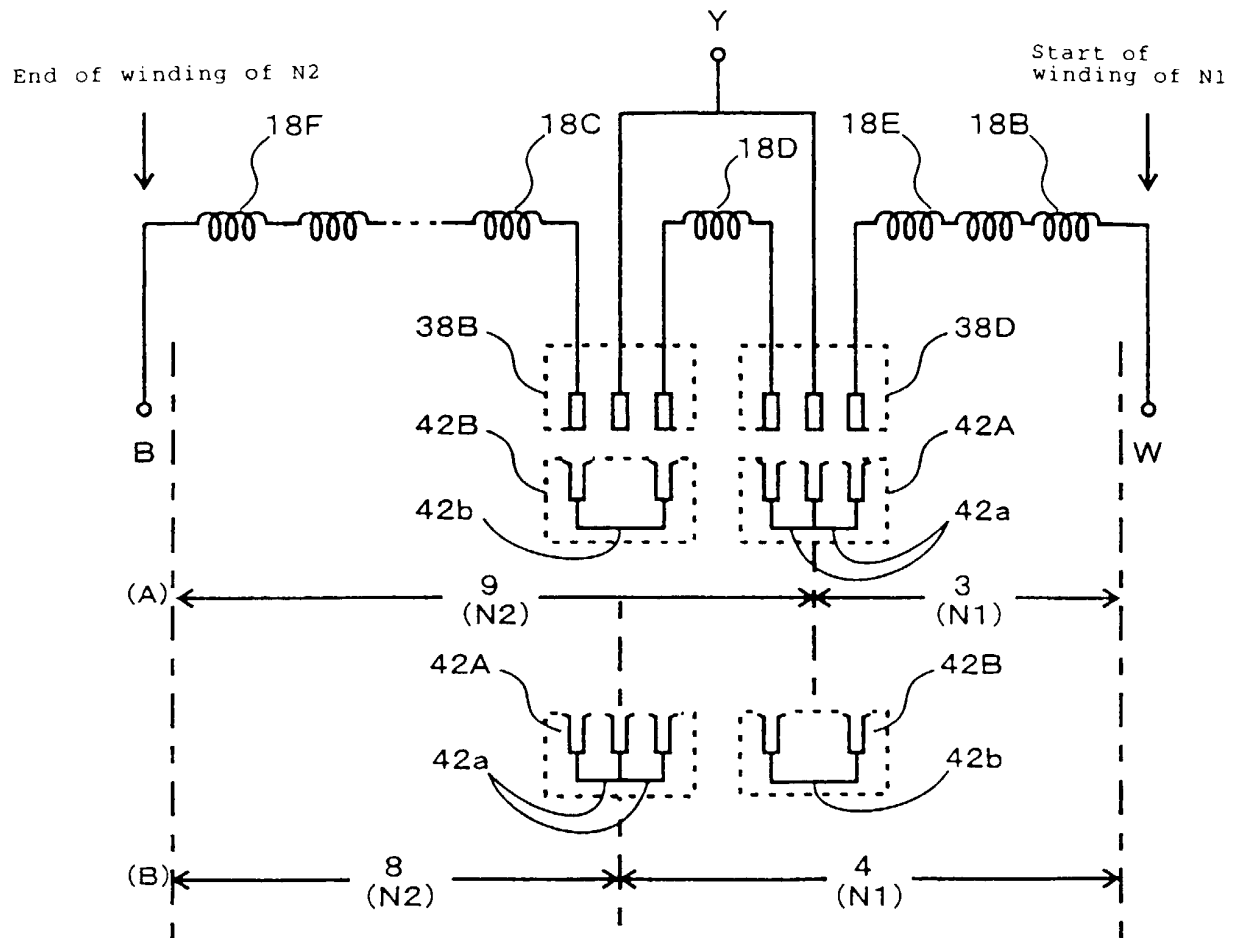 Y
End of winding of N2
Start of
winding of N1
18F
18C
18D
18E
18B
38B
38D
B
42B
42A
W
42b
42a
(A)
9
(N2)
3
(N1)
42A
42B
42a
42b
(B)
8
(N2)
4
(N1)